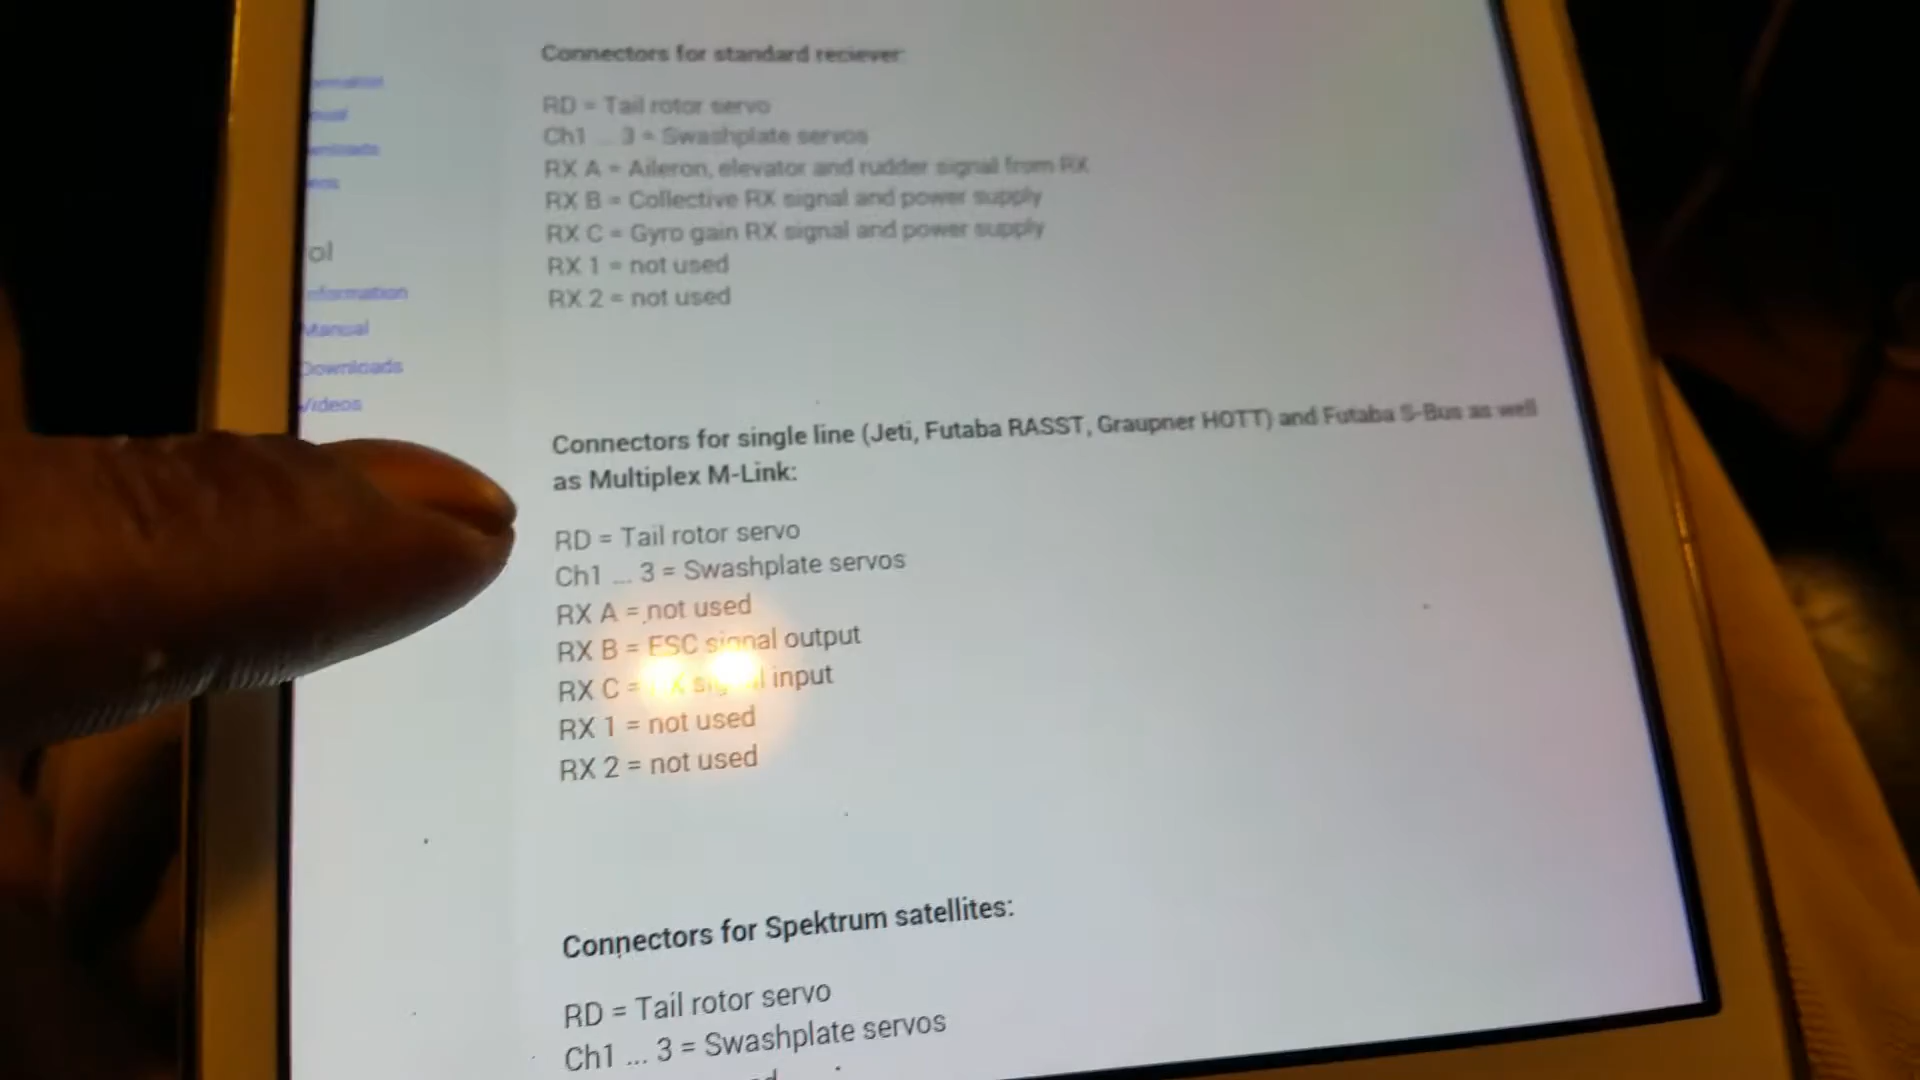 Connectors for standard reciever:
RD = Tail rotor servo
Ch1 ... 3 = Swashplate servos
RX A = Aileron, elevator and rudder signal from RX
RX B = Collective RX signal and power supply
RX C = Gyro gain RX signal and power supply
RX 1 = not used
RX 2 = not used
ol
nformation
Manual
Downloads
Videos
Connectors for single line (Jeti, Futaba RASST, Graupner HOTT) and Futaba S-Bus as well
as Multiplex M-Link:
RD = Tail rotor servo
Ch1 ... 3 = Swashplate servos
RX A = not used
RX B = ESC signal output
RX C = RX signal input
RX 1 = not used
RX 2 = not used
Connectors for Spektrum satellites:
RD = Tail rotor servo
Ch1 ... 3 = Swashplate servos